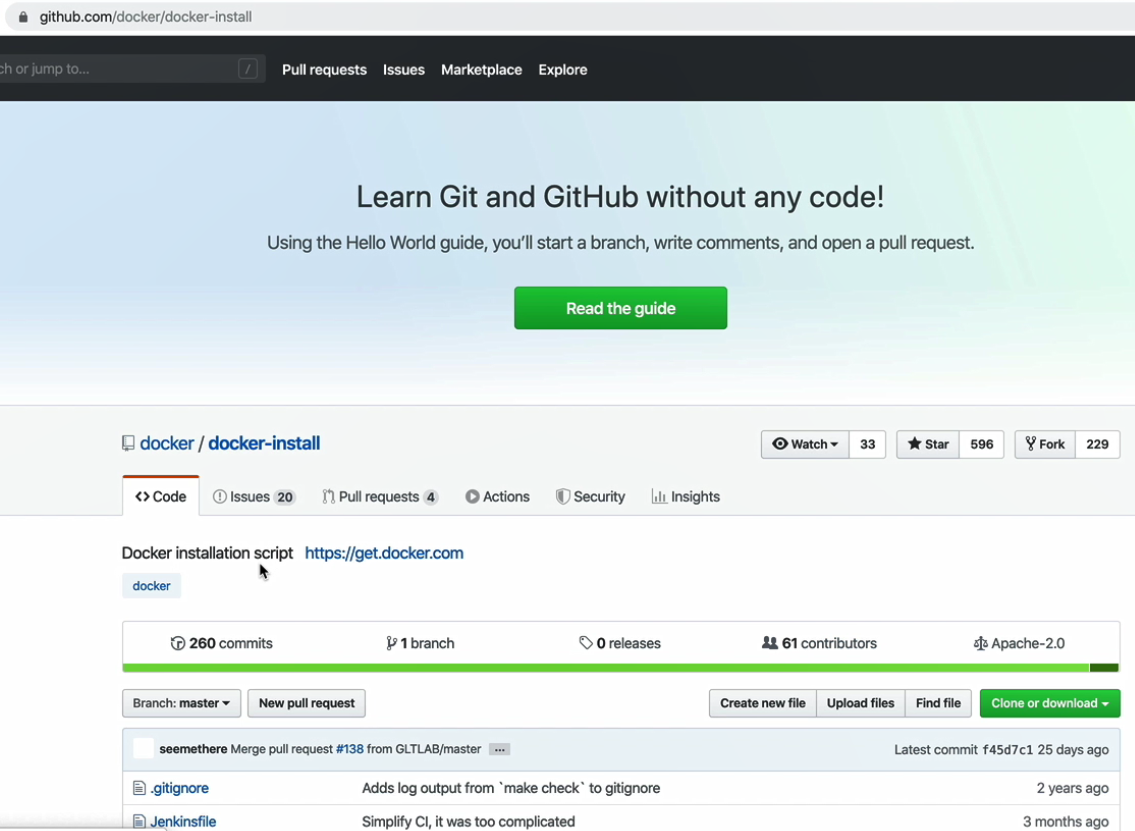 github.com/docker/docker-install
ch or jump to... /
Pull requests Issues Marketplace Explore
Learn Git and GitHub without any code!
Using the Hello World guide, you’ll start a branch, write comments, and open a pull request.
Read the guide
docker / docker-install
Watch 33 Star 596 Fork 229
Code Issues 20 Pull requests 4 Actions Security Insights
Docker installation script https://get.docker.com
docker
260 commits 1 branch 0 releases 61 contributors Apache-2.0
Branch: master New pull request Create new file Upload files Find file Clone or download
seemethere Merge pull request #138 from GLTLAB/master ... Latest commit f45d7c1 25 days ago
.gitignore Adds log output from `make check` to gitignore 2 years ago
Jenkinsfile Simplify CI, it was too complicated 3 months ago